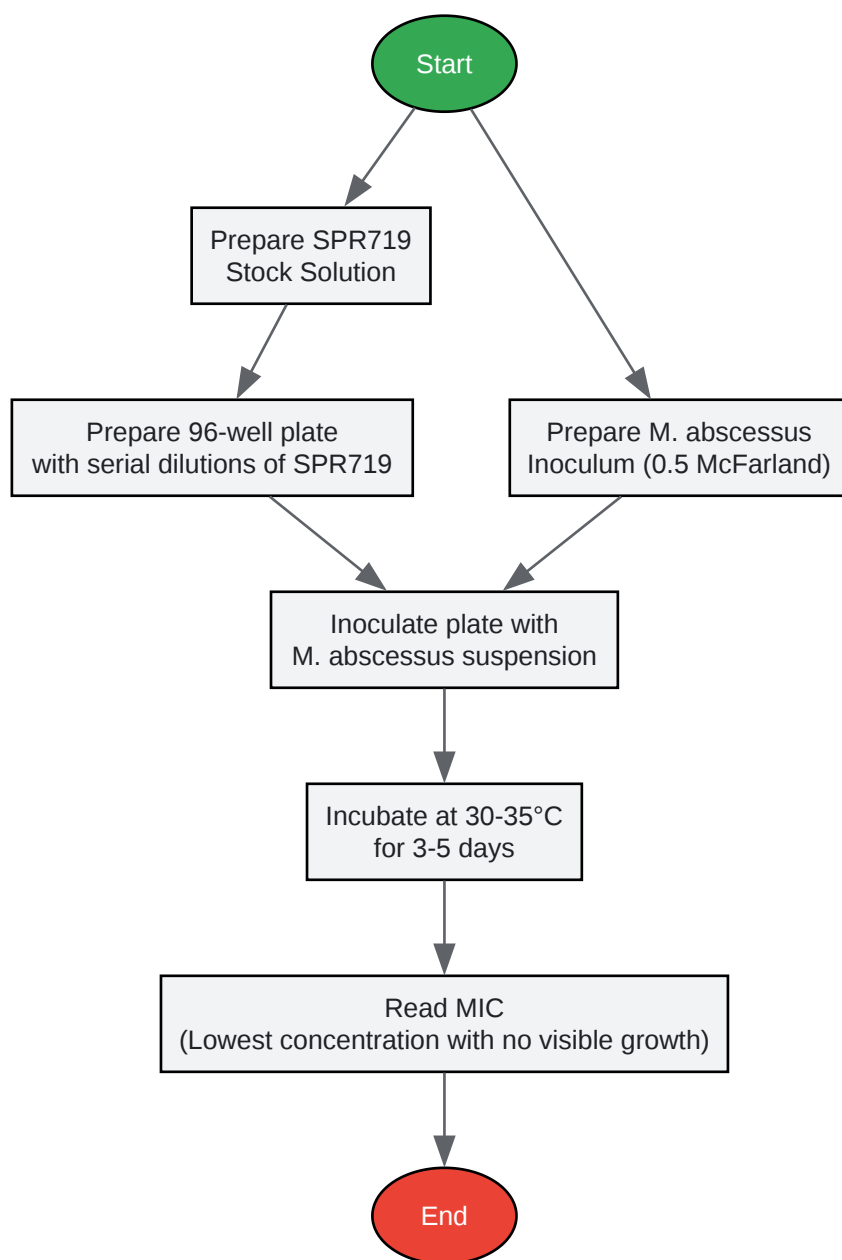 Start
Prepare SPR719
Stock Solution
Prepare 96-well plate
with serial dilutions of SPR719
Prepare M. abscessus
Inoculum (0.5 McFarland)
Inoculate plate with
M. abscessus suspension
Incubate at 30-35°C
for 3-5 days
Read MIC
(Lowest concentration with no visible growth)
End